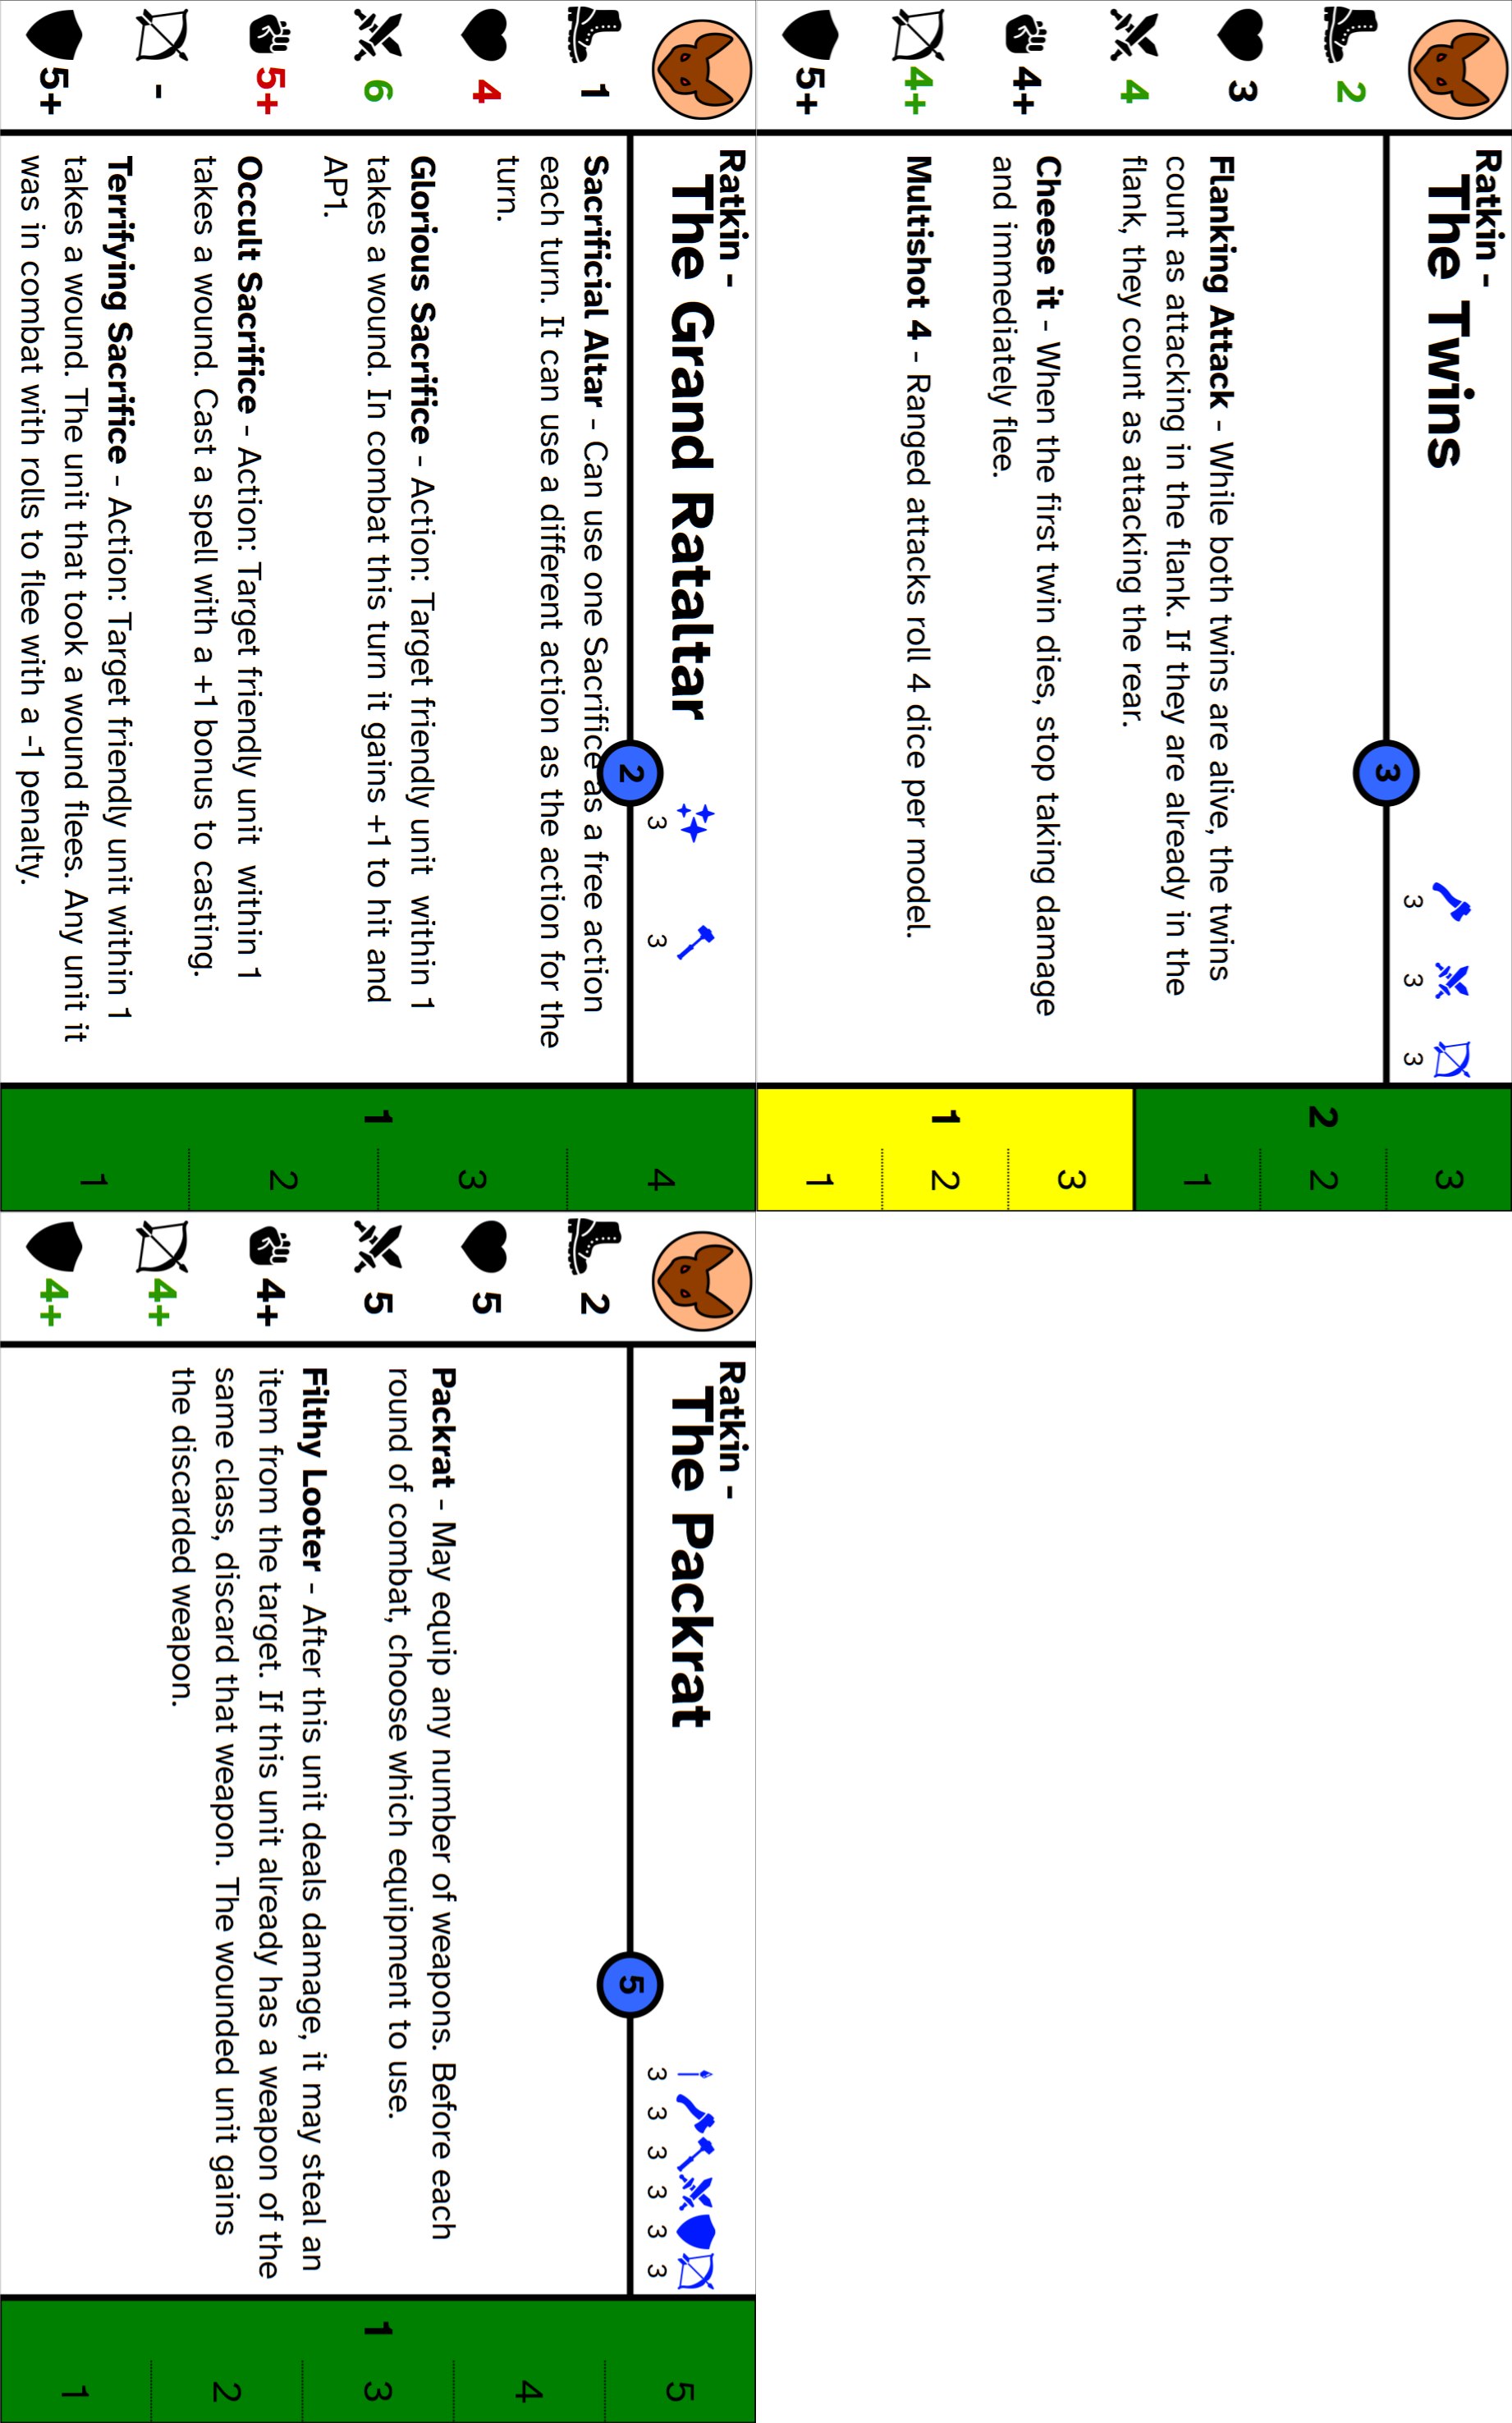 Ratkin -
The Twins
3
3 3 3
2
3
4
4+
4+
5+
Flanking Attack - While both twins are alive, the twins
count as attacking in the flank. If they are already in the
flank, they count as attacking the rear.
Cheese it - When the first twin dies, stop taking damage
and immediately flee.
Multishot 4 - Ranged attacks roll 4 dice per model.
2
3
2
1
1
3
2
1
Ratkin -
The Grand Rataltar
2
3 3
1
4
6
5+
-
5+
Sacrificial Altar - Can use one Sacrifice as a free action
each turn. It can use a different action as the action for the
turn.
Glorious Sacrifice - Action: Target friendly unit within 1
takes a wound. In combat this turn it gains +1 to hit and
AP1.
Occult Sacrifice - Action: Target friendly unit within 1
takes a wound. Cast a spell with a +1 bonus to casting.
Terrifying Sacrifice - Action: Target friendly unit within 1
takes a wound. The unit that took a wound flees. Any unit it
was in combat with rolls to flee with a -1 penalty.
1
4
3
2
1
Ratkin -
The Packrat
5
3 3 3 3 3 3
2
5
5
4+
4+
4+
Packrat - May equip any number of weapons. Before each
round of combat, choose which equipment to use.
Filthy Looter - After this unit deals damage, it may steal an
item from the target. If this unit already has a weapon of the
same class, discard that weapon. The wounded unit gains
the discarded weapon.
1
5
4
3
2
1